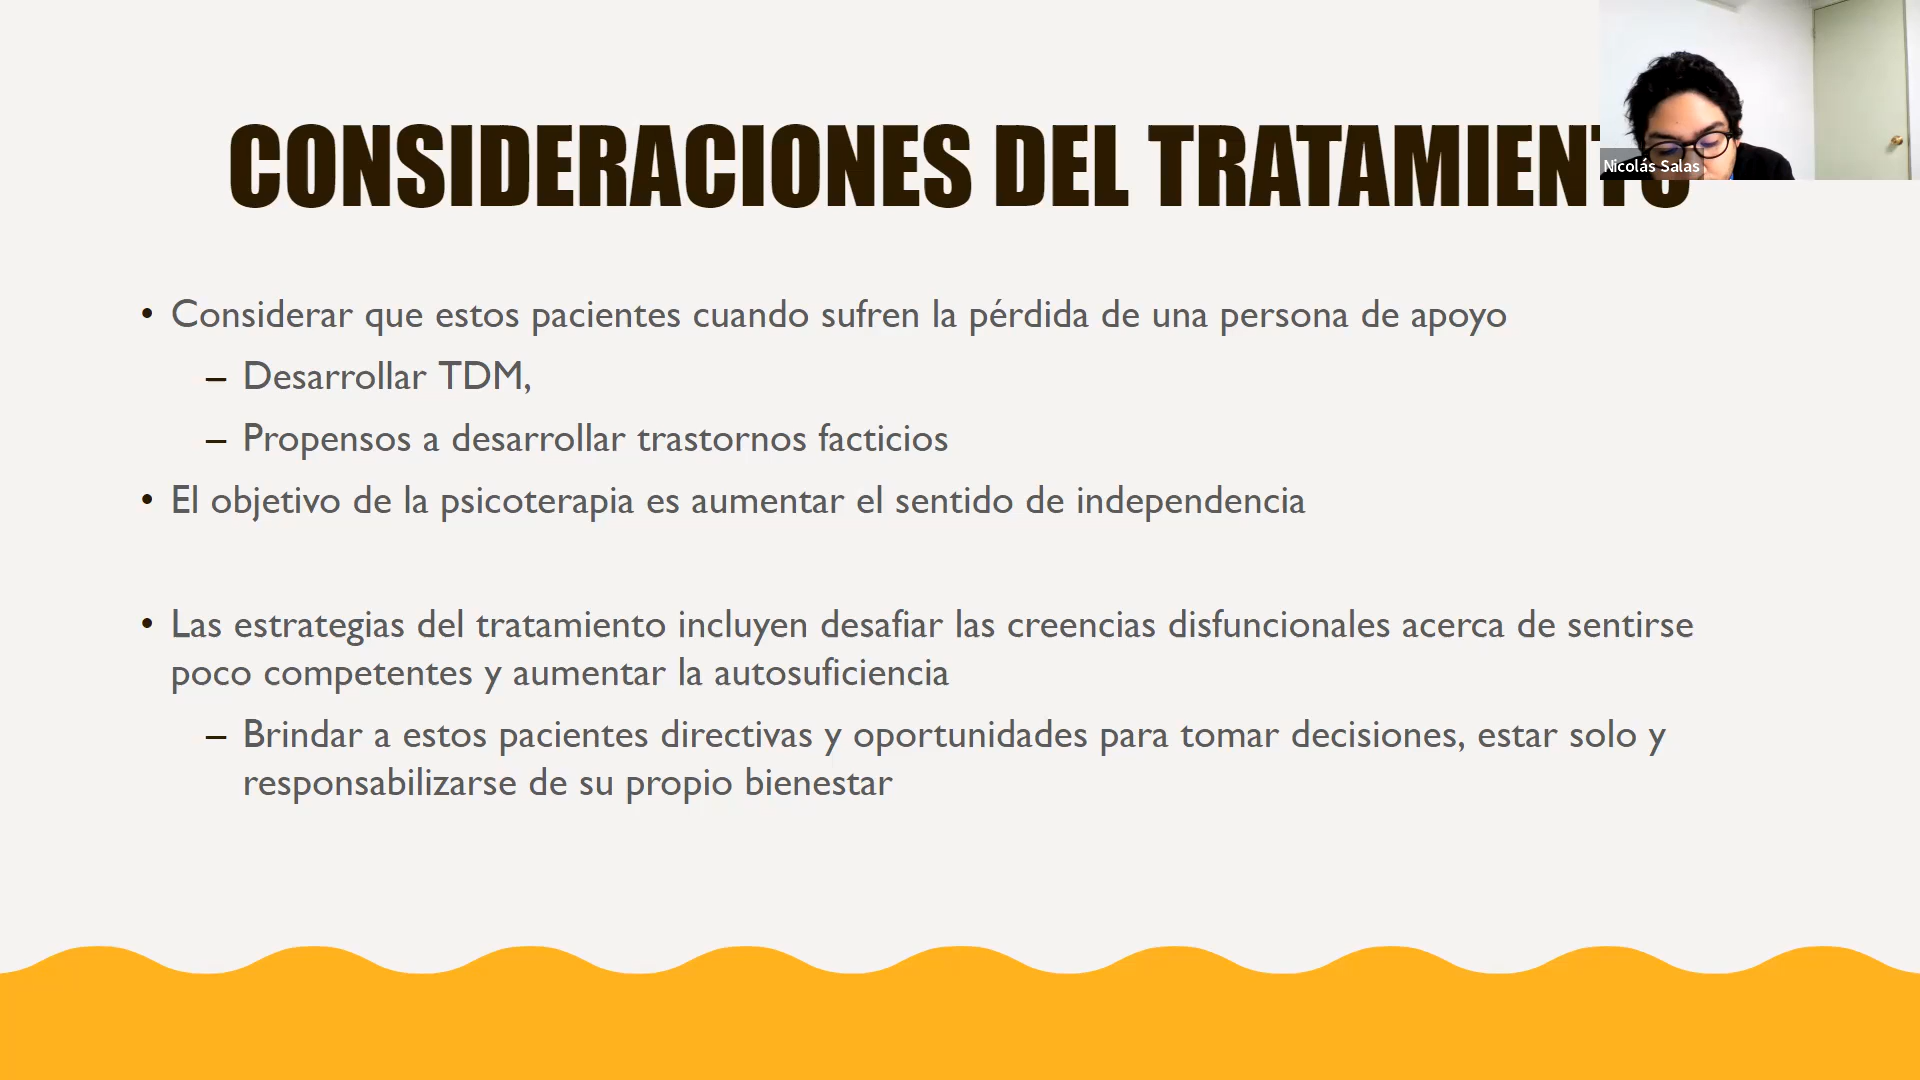 CONSIDERACIONES DEL TRATAMIENTO
Nicolás Salas
• Considerar que estos pacientes cuando sufren la pérdida de una persona de apoyo
– Desarrollar TDM,
– Propensos a desarrollar trastornos facticios
• El objetivo de la psicoterapia es aumentar el sentido de independencia
• Las estrategias del tratamiento incluyen desafiar las creencias disfuncionales acerca de sentirse
poco competentes y aumentar la autosuficiencia
– Brindar a estos pacientes directivas y oportunidades para tomar decisiones, estar solo y
responsabilizarse de su propio bienestar